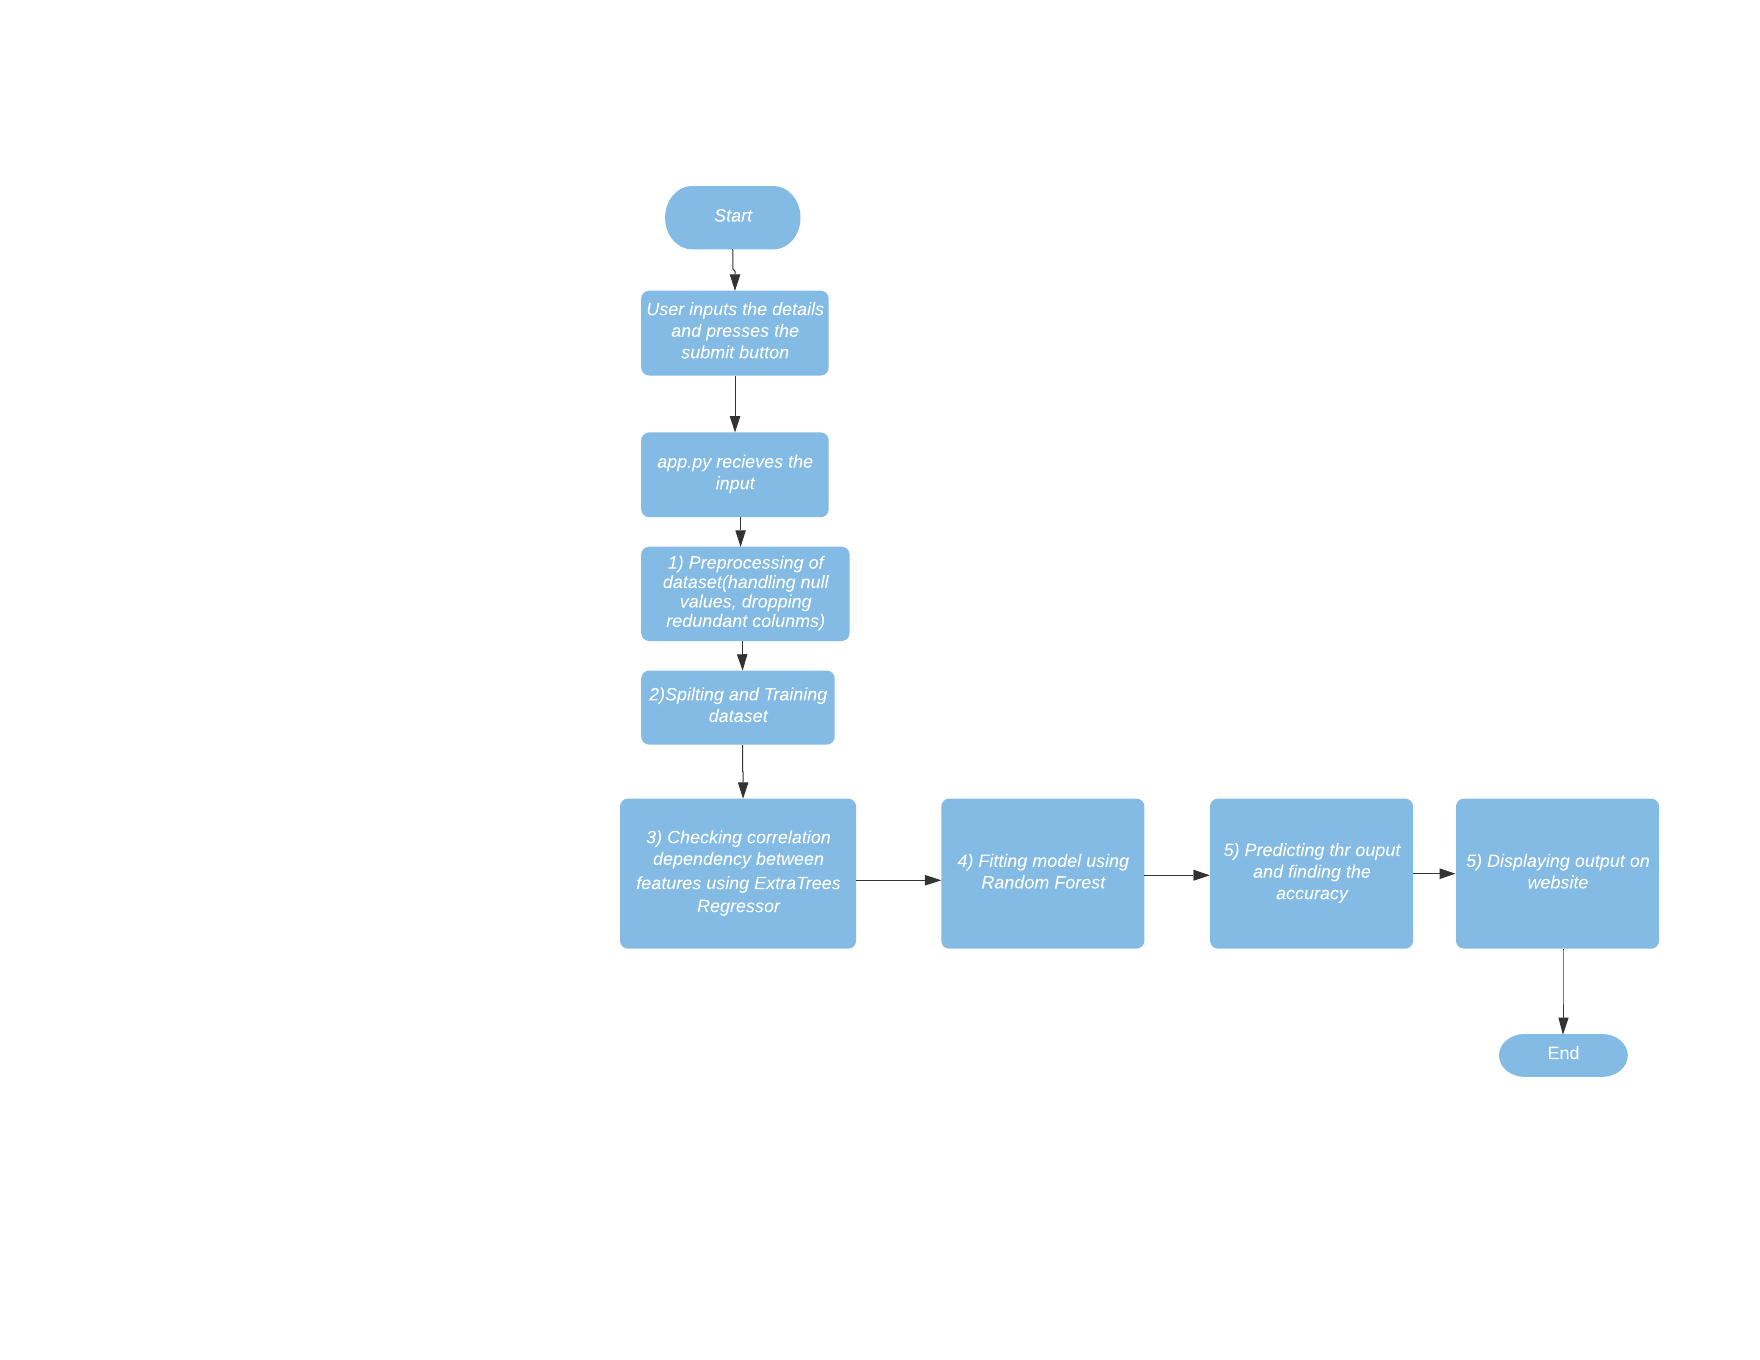 Start
User inputs the details
and presses the
submit button
app.py recieves the
input
1) Preprocessing of
dataset(handling null
values, dropping
redundant colunms)
2)Spilting and Training
dataset
3) Checking correlation
dependency between
features using ExtraTrees
Regressor
4) Fitting model using
Random Forest
5) Predicting thr ouput
and finding the
accuracy
5) Displaying output on
website
End